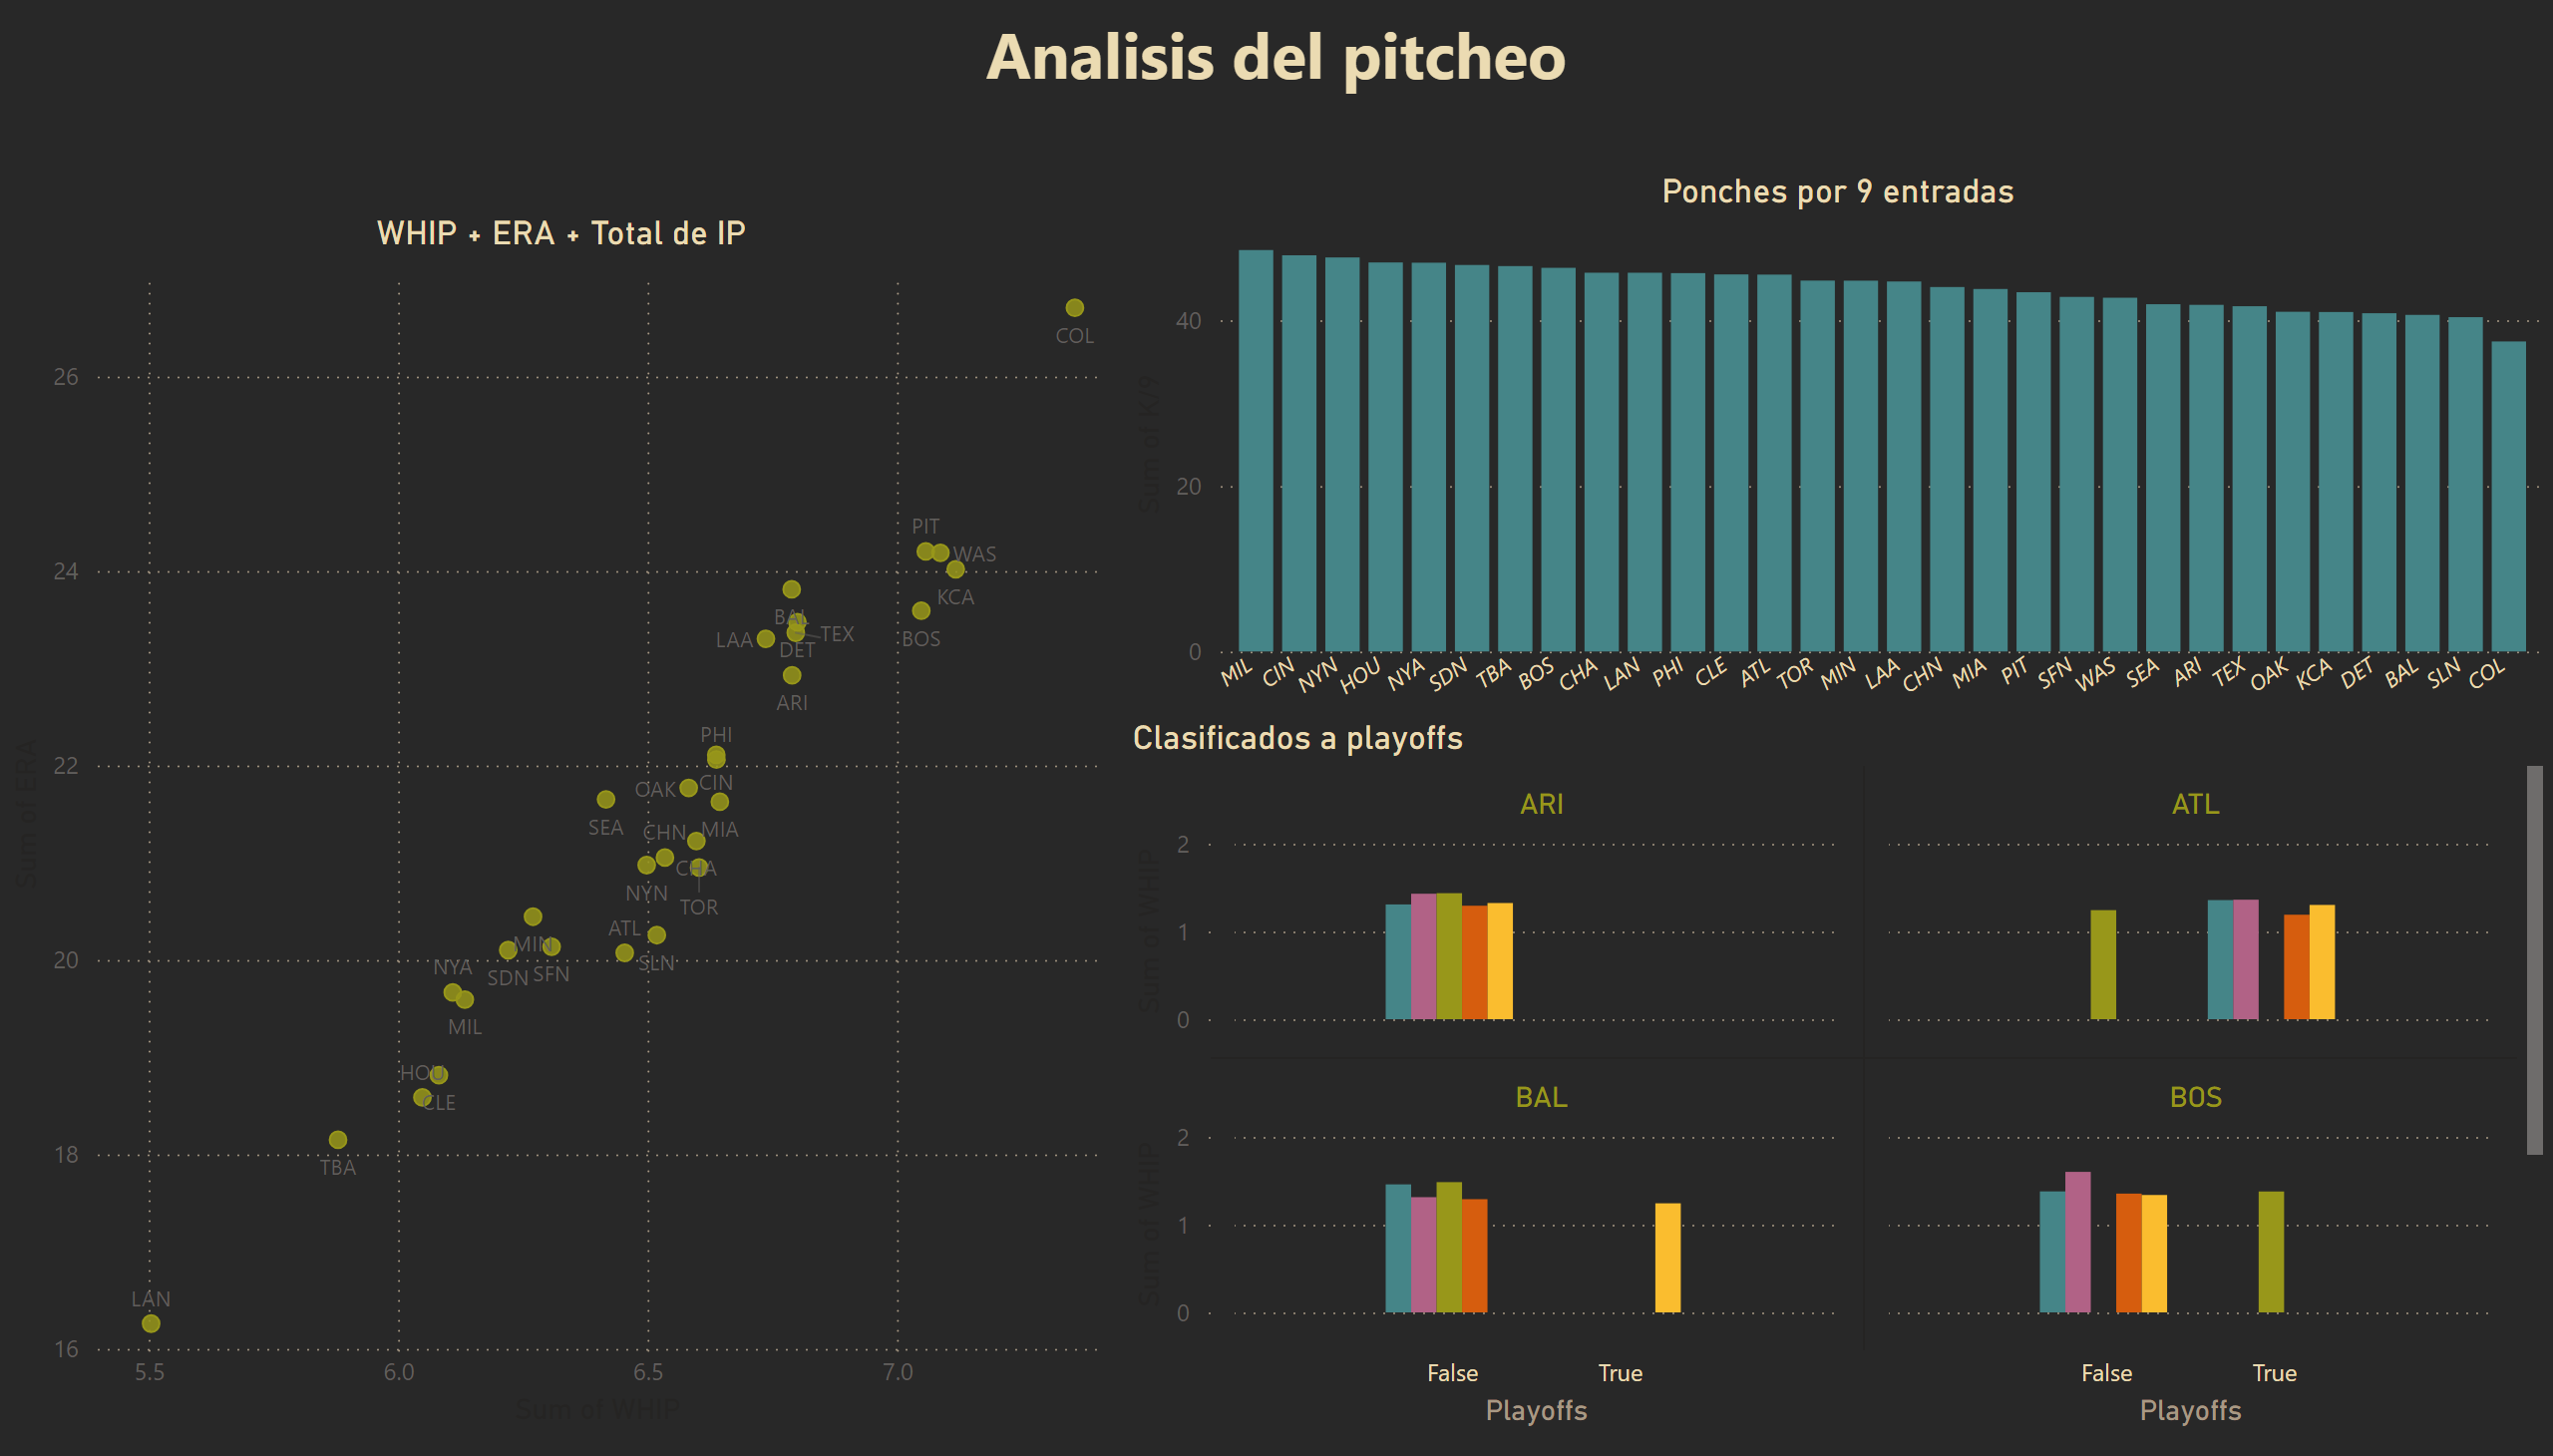 Analisis del pitcheo
WHIP + ERA + Total de IP
Sum of ERA
26
24
22
20
18
16
COL
PIT
WAS
KCA
BOS
BAL
TEX
LAA
DET
ARI
PHI
CIN
OAK
SEA
CHN
MIA
CHA
NYN
TOR
ATL
SLN
MIN
NYA
SDN
SFN
MIL
HOU
CLE
TBA
LAN
5.5 6.0 6.5 7.0
Sum of WHIP
Ponches por 9 entradas
Sum of K/9
40
20
0
MIL CIN NYN HOU NYA SDN TBA BOS CHA LAN PHI CLE ATL TOR MIN LAA CHN MIA PIT SFN WAS SEA ARI TEX OAK KCA DET BAL SLN COL
Clasificados a playoffs
ARI ATL
Sum of WHIP
2
1
0
BAL BOS
Sum of WHIP
2
1
0
False True False True
Playoffs Playoffs